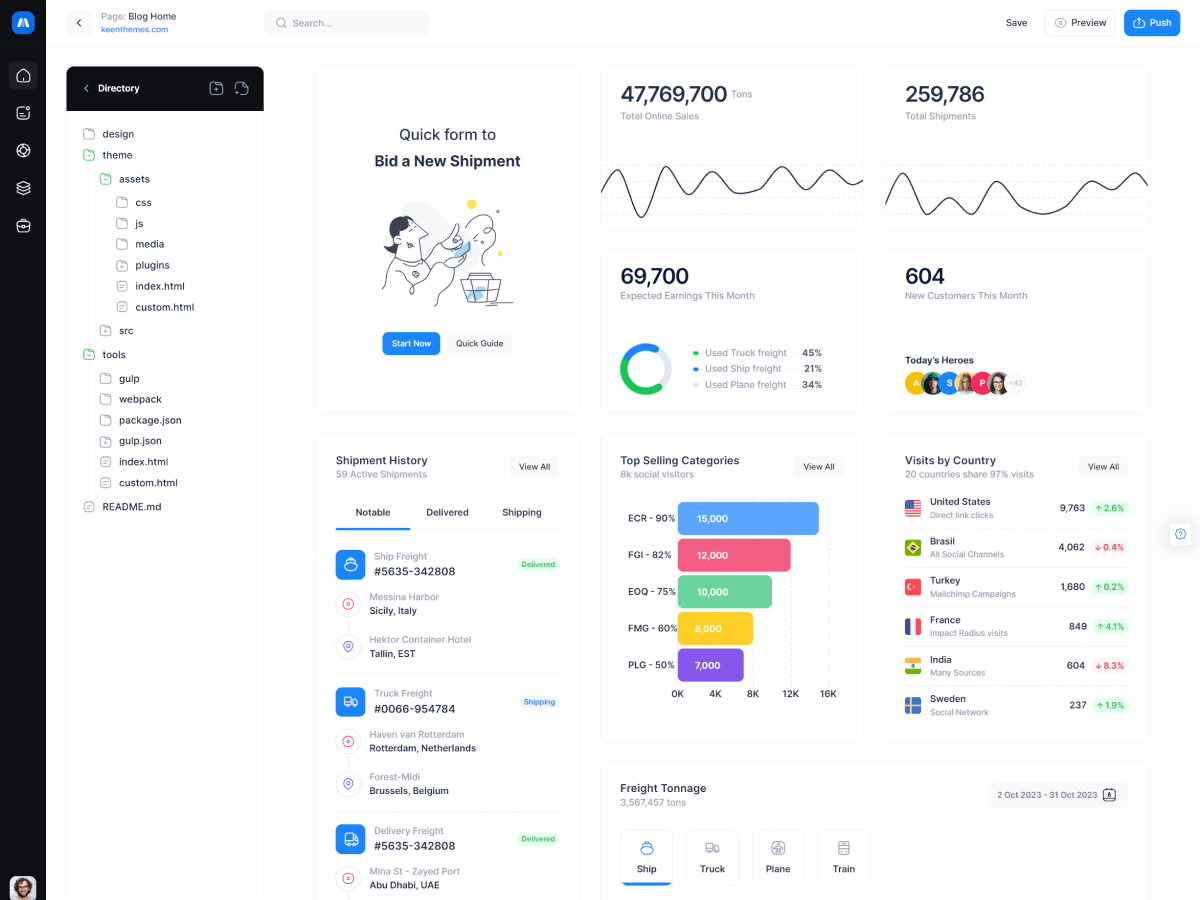 Page: Blog Home
keenthemes.com
Search...
Save
Preview
Push
Directory
design
theme
assets
css
js
media
plugins
index.html
custom.html
src
tools
gulp
webpack
package.json
gulp.json
index.html
custom.html
README.md
Quick form to
Bid a New Shipment
Start Now
Quick Guide
47,769,700 Tons
Total Online Sales
259,786
Total Shipments
69,700
Expected Earnings This Month
Used Truck freight 45%
Used Ship freight 21%
Used Plane freight 34%
604
New Customers This Month
Today's Heroes
A
S
P
+42
Shipment History
59 Active Shipments
View All
Notable
Delivered
Shipping
Ship Freight
#5635-342808
Delivered
Messina Harbor
Sicily, Italy
Hektor Container Hotel
Tallin, EST
Truck Freight
#0066-954784
Shipping
Haven van Rotterdam
Rotterdam, Netherlands
Forest-Midi
Brussels, Belgium
Delivery Freight
#5635-342808
Delivered
Mina St - Zayed Port
Abu Dhabi, UAE
Top Selling Categories
8k social visitors
View All
ECR - 90% 15,000
FGI - 82% 12,000
EOQ - 75% 10,000
FMG - 60% 8,000
PLG - 50% 7,000
0K 4K 8K 12K 16K
Visits by Country
20 countries share 97% visits
View All
United States
Direct link clicks
9,763 2.6%
Brasil
All Social Channels
4,062 0.4%
Turkey
Mailchimp Campaigns
1,680 0.2%
France
Impact Radius visits
849 4.1%
India
Many Sources
604 8.3%
Sweden
Social Network
237 1.9%
Freight Tonnage
3,567,457 tons
2 Oct 2023 - 31 Oct 2023
Ship
Truck
Plane
Train